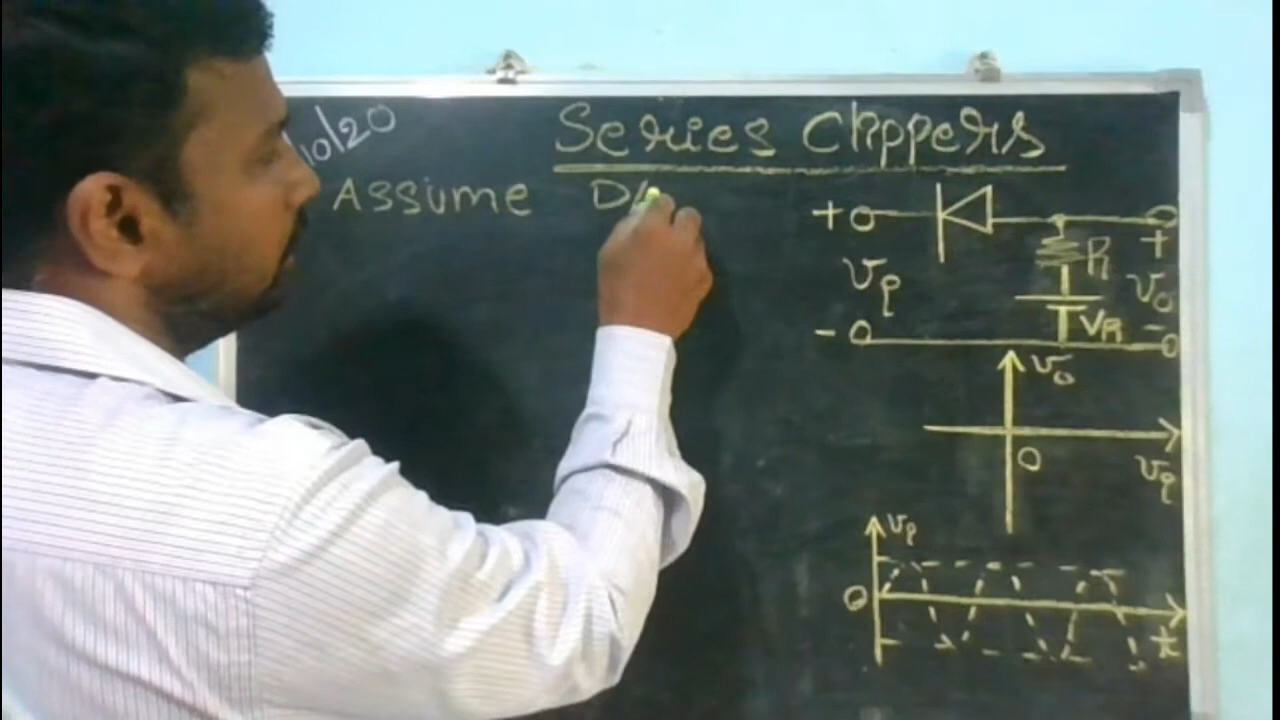 10/20
Series Clippers
Assume D
+
R
+
vi
vo
-
VR
-
vo
0
vi
vi
0
t